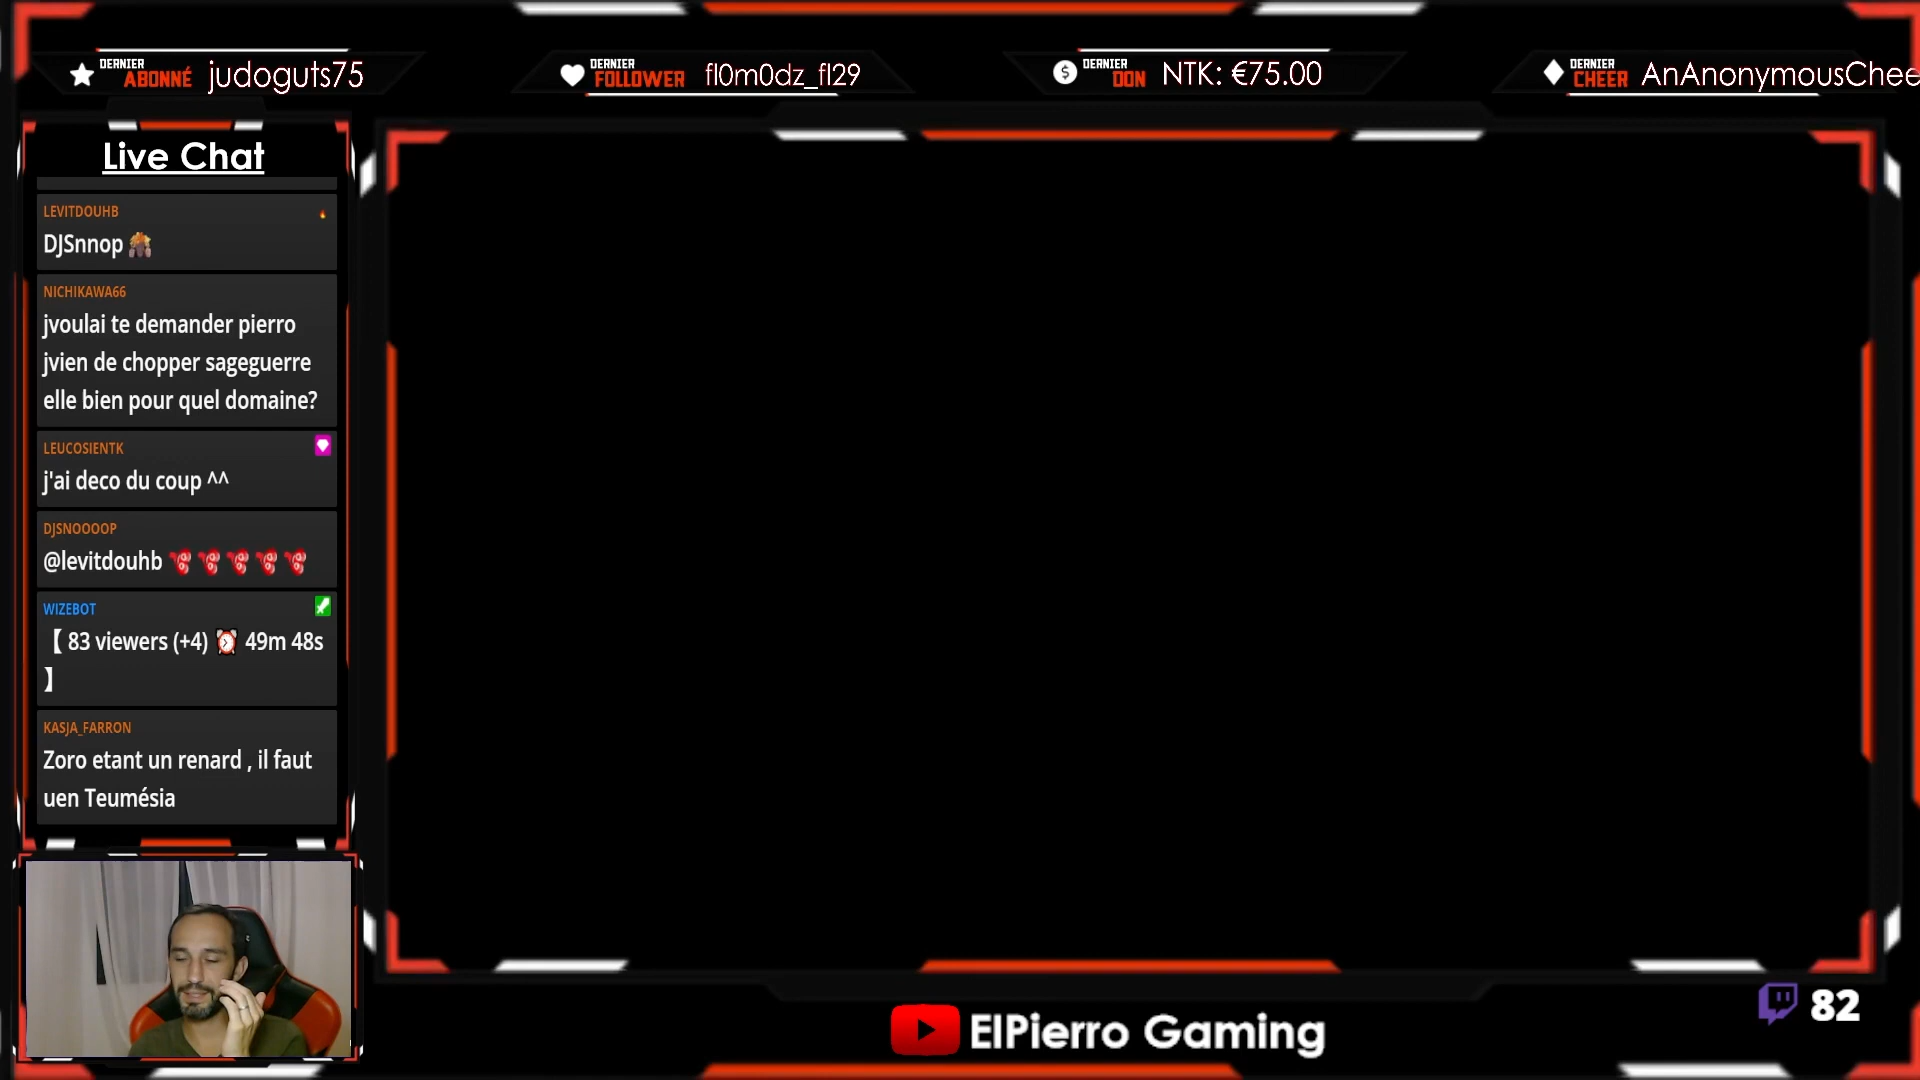 DERNIER ABONNÉ judoguts75
DERNIER FOLLOWER fl0m0dz_fl29
DERNIER DON NTK: €75.00
DERNIER CHEER AnAnonymousChee
Live Chat
LEVITDOUHB
DJSnnop
NICHIKAWA66
jvoulai te demander pierro
jvien de chopper sageguerre
elle bien pour quel domaine?
LEUCOSIENTK
j'ai deco du coup ^^
DJSNOOOOP
@levitdouhb
WIZEBOT
【 83 viewers (+4) ⏰ 49m 48s
】
KASJA_FARRON
Zoro etant un renard , il faut
uen Teumésia
ElPierro Gaming
82